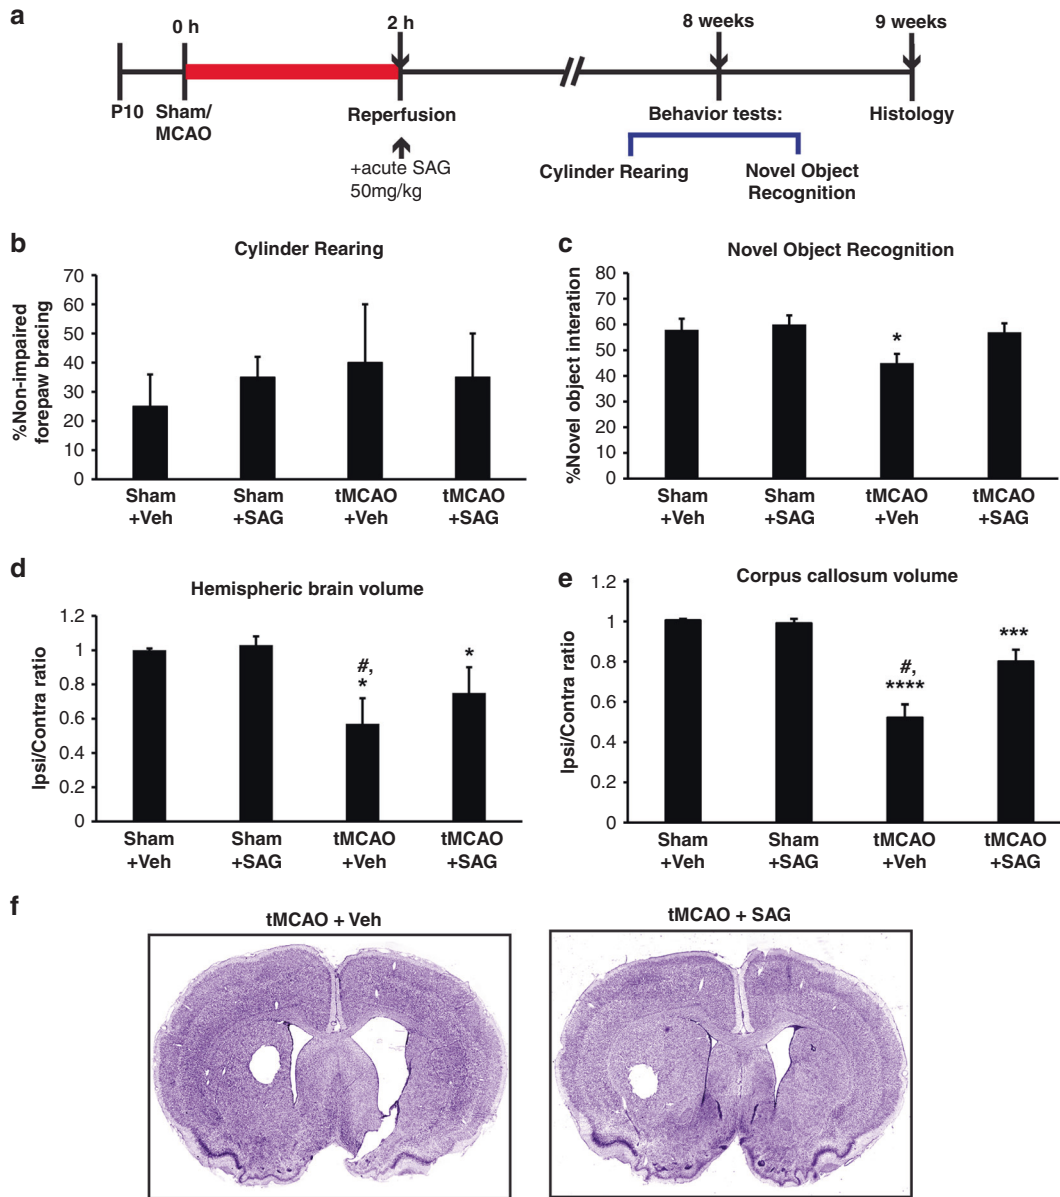 a
0 h
2 h
8 weeks
9 weeks
P10
Sham/
MCAO
Reperfusion
Behavior tests:
Histology
+acute SAG
50mg/kg
Cylinder Rearing
Novel Object
Recognition
b
Cylinder Rearing
%Non-impaired
forepaw bracing
70
60
50
40
30
20
10
0
Sham
+Veh
Sham
+SAG
tMCAO
+Veh
tMCAO
+SAG
c
Novel Object Recognition
%Novel object interation
80
70
60
50
40
30
20
10
0
*
Sham
+Veh
Sham
+SAG
tMCAO
+Veh
tMCAO
+SAG
d
Hemispheric brain volume
Ipsi/Contra ratio
1.2
1
0.8
0.6
0.4
0.2
0
#,
*
*
Sham
+Veh
Sham
+SAG
tMCAO
+Veh
tMCAO
+SAG
e
Corpus callosum volume
Ipsi/Contra ratio
1.2
1
0.8
0.6
0.4
0.2
0
#,
****
***
Sham
+Veh
Sham
+SAG
tMCAO
+Veh
tMCAO
+SAG
f
tMCAO + Veh
tMCAO + SAG